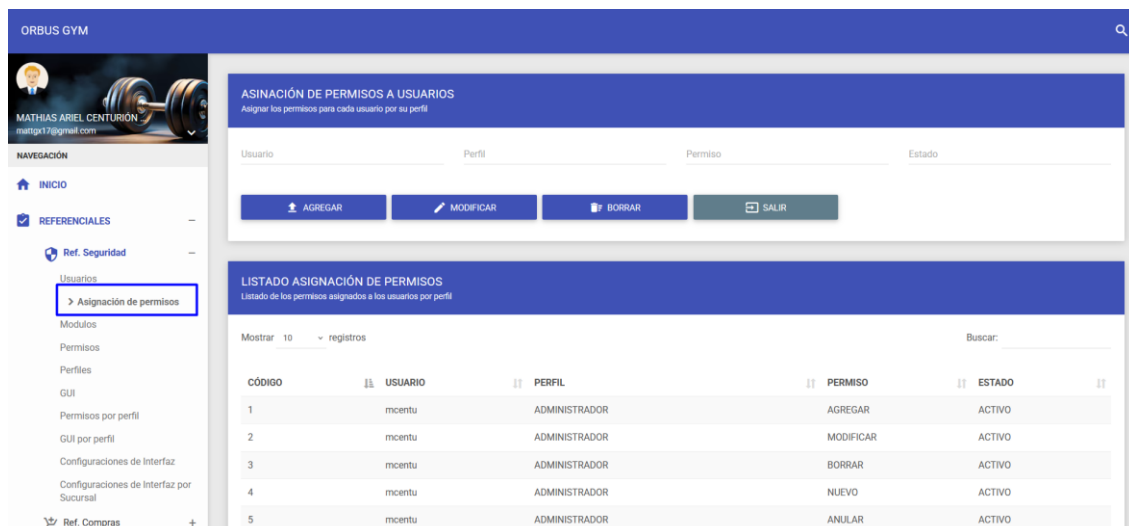 ORBUS GYM
MATHIAS ARIEL CENTURIÓN
mattgx17@gmail.com
NAVEGACIÓN
INICIO
REFERENCIALES
Ref. Seguridad
Usuarios
> Asignación de permisos
Modulos
Permisos
Perfiles
GUI
Permisos por perfil
GUI por perfil
Configuraciones de Interfaz
Configuraciones de Interfaz por
Sucursal
Ref. Compras +
ASINACIÓN DE PERMISOS A USUARIOS
Asignar los permisos para cada usuario por su perfil
Usuario Perfil Permiso Estado
AGREGAR MODIFICAR BORRAR SALIR
LISTADO ASIGNACIÓN DE PERMISOS
Listado de los permisos asignados a los usuarios por perfil
Mostrar 10 registros Buscar:
CÓDIGO USUARIO PERFIL PERMISO ESTADO
1 mcentu ADMINISTRADOR AGREGAR ACTIVO
2 mcentu ADMINISTRADOR MODIFICAR ACTIVO
3 mcentu ADMINISTRADOR BORRAR ACTIVO
4 mcentu ADMINISTRADOR NUEVO ACTIVO
5 mcentu ADMINISTRADOR ANULAR ACTIVO